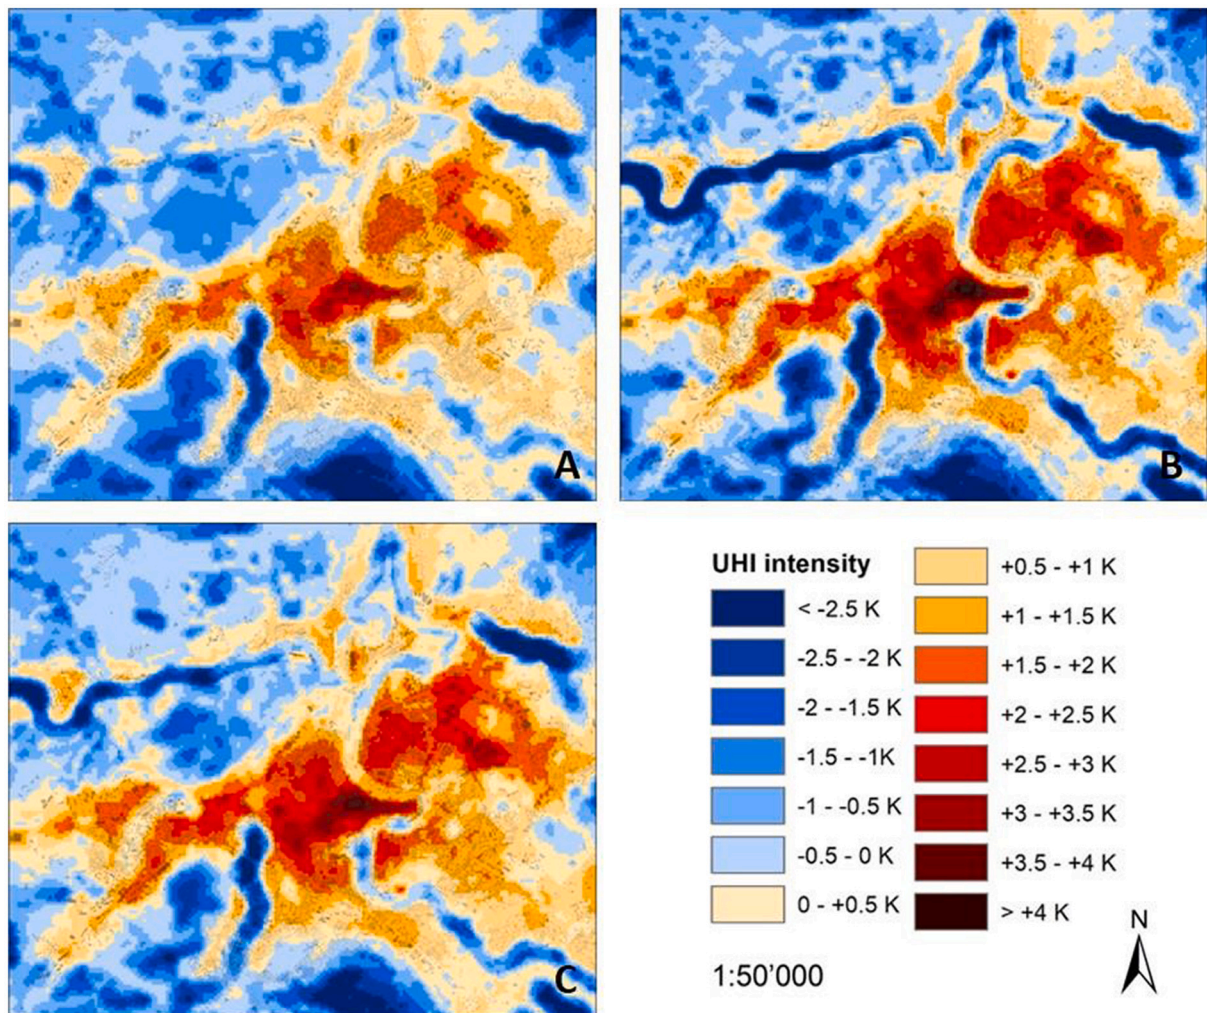 A
B
C
UHI intensity
< -2.5 K
-2.5 - -2 K
-2 - -1.5 K
-1.5 - -1K
-1 - -0.5 K
-0.5 - 0 K
0 - +0.5 K
+0.5 - +1 K
+1 - +1.5 K
+1.5 - +2 K
+2 - +2.5 K
+2.5 - +3 K
+3 - +3.5 K
+3.5 - +4 K
> +4 K
1:50'000
N